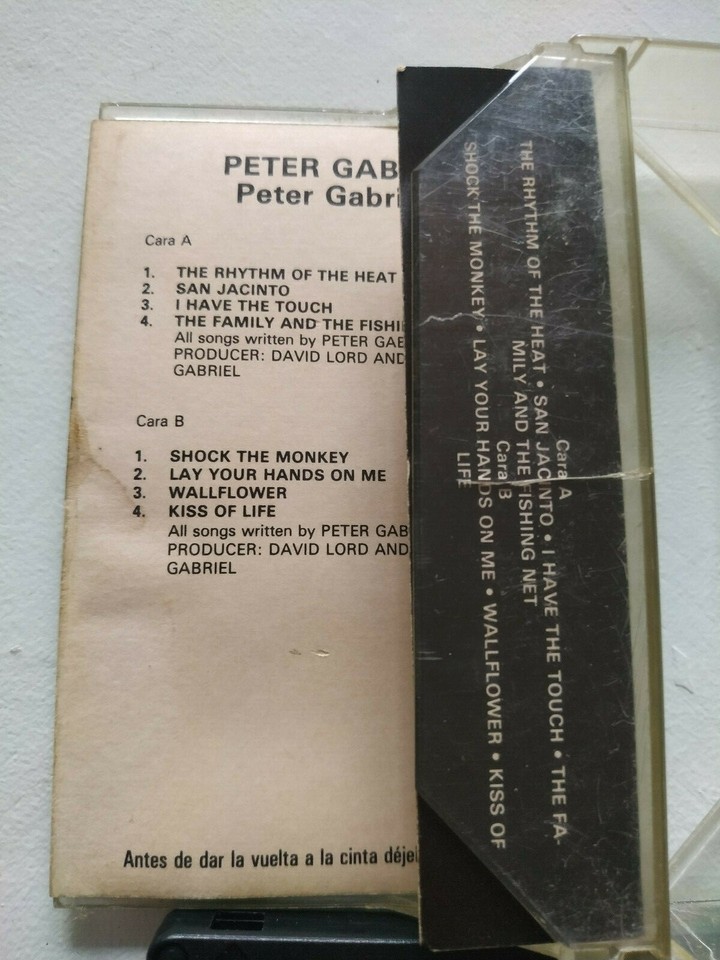 PETER GAB
Peter Gabri
Cara A
1. THE RHYTHM OF THE HEAT
2. SAN JACINTO
3. I HAVE THE TOUCH
4. THE FAMILY AND THE FISHI
All songs written by PETER GAB
PRODUCER: DAVID LORD AND
GABRIEL
Cara B
1. SHOCK THE MONKEY
2. LAY YOUR HANDS ON ME
3. WALLFLOWER
4. KISS OF LIFE
All songs written by PETER GAB
PRODUCER: DAVID LORD AND
GABRIEL
Antes de dar la vuelta a la cinta déjel
Cara A
THE RHYTHM OF THE HEAT • SAN JACINTO • I HAVE THE TOUCH • THE FA-
MILY AND THE FISHING NET
Cara B
SHOCK THE MONKEY • LAY YOUR HANDS ON ME • WALLFLOWER • KISS OF
LIFE